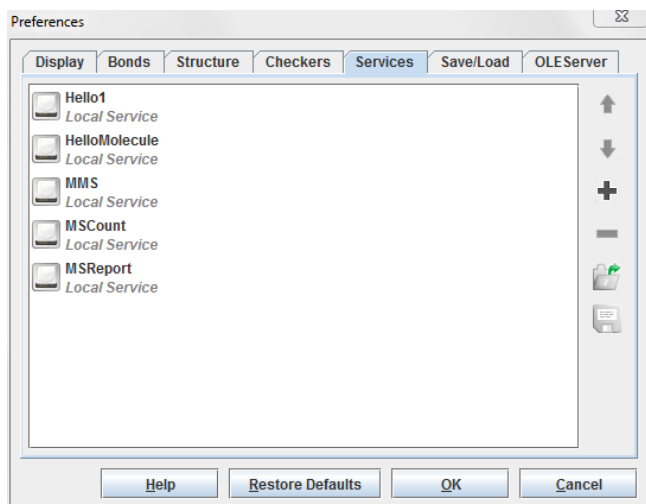 Preferences
Display Bonds Structure Checkers Services Save/Load OLEServer
Hello1
Local Service
HelloMolecule
Local Service
MMS
Local Service
MSCount
Local Service
MSReport
Local Service
Help Restore Defaults OK Cancel